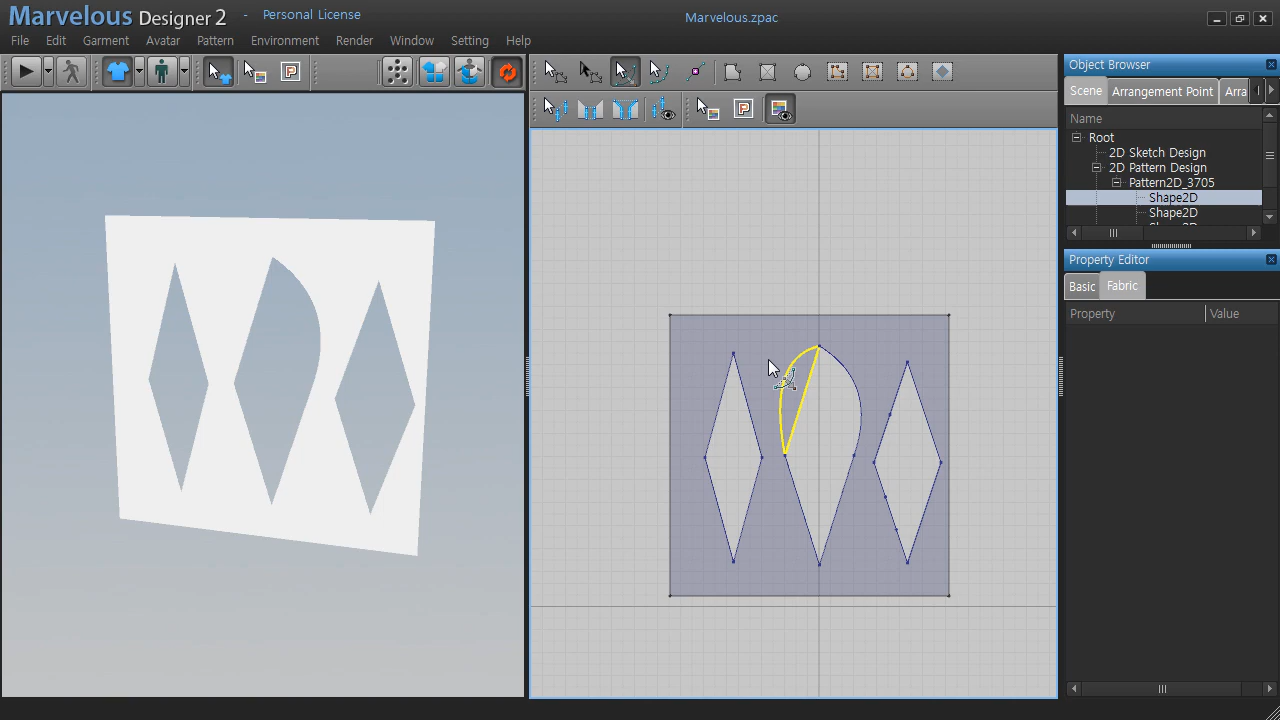 Marvelous Designer 2 - Personal License
Marvelous.zpac
File Edit Garment Avatar Pattern Environment Render Window Setting Help
Object Browser
Scene Arrangement Point Arra
Name
Root
2D Sketch Design
2D Pattern Design
Pattern2D_3705
Shape2D
Shape2D
Property Editor
Basic Fabric
Property Value